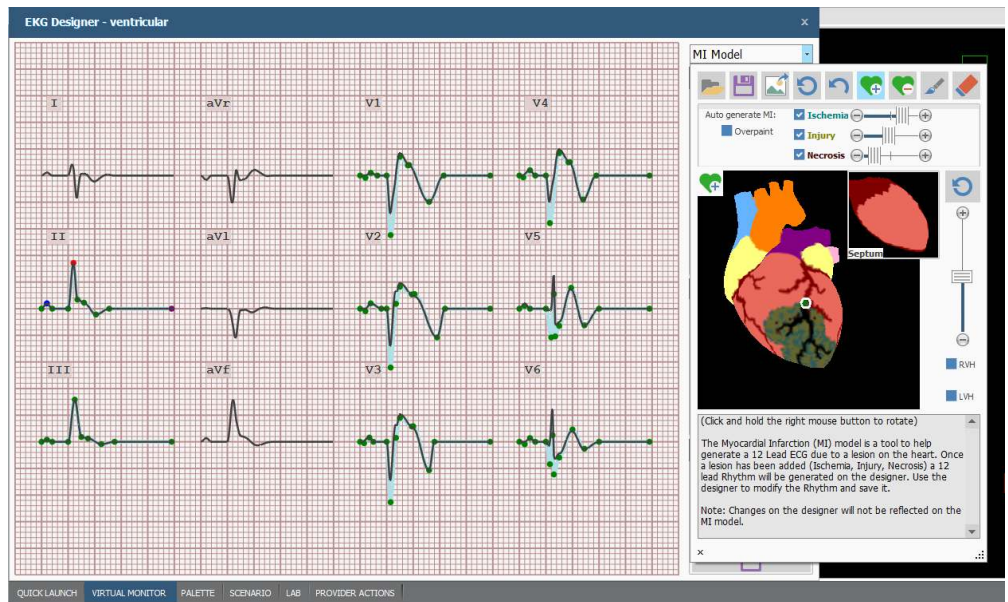 EKG Designer - ventricular
x
MI Model
I
aVr
V1
V4
II
aVl
V2
V5
III
aVf
V3
V6
Auto generate MI:
Overpaint
Ischemia
Injury
Necrosis
Septum
RVH
LVH
(Click and hold the right mouse button to rotate)
The Myocardial Infarction (MI) model is a tool to help
generate a 12 Lead ECG due to a lesion on the heart. Once
a lesion has been added (Ischemia, Injury, Necrosis) a 12
lead Rhythm will be generated on the designer. Use the
designer to modify the Rhythm and save it.
Note: Changes on the designer will not be reflected on the
MI model.
x
QUICK LAUNCH VIRTUAL MONITOR PALETTE SCENARIO LAB PROVIDER ACTIONS